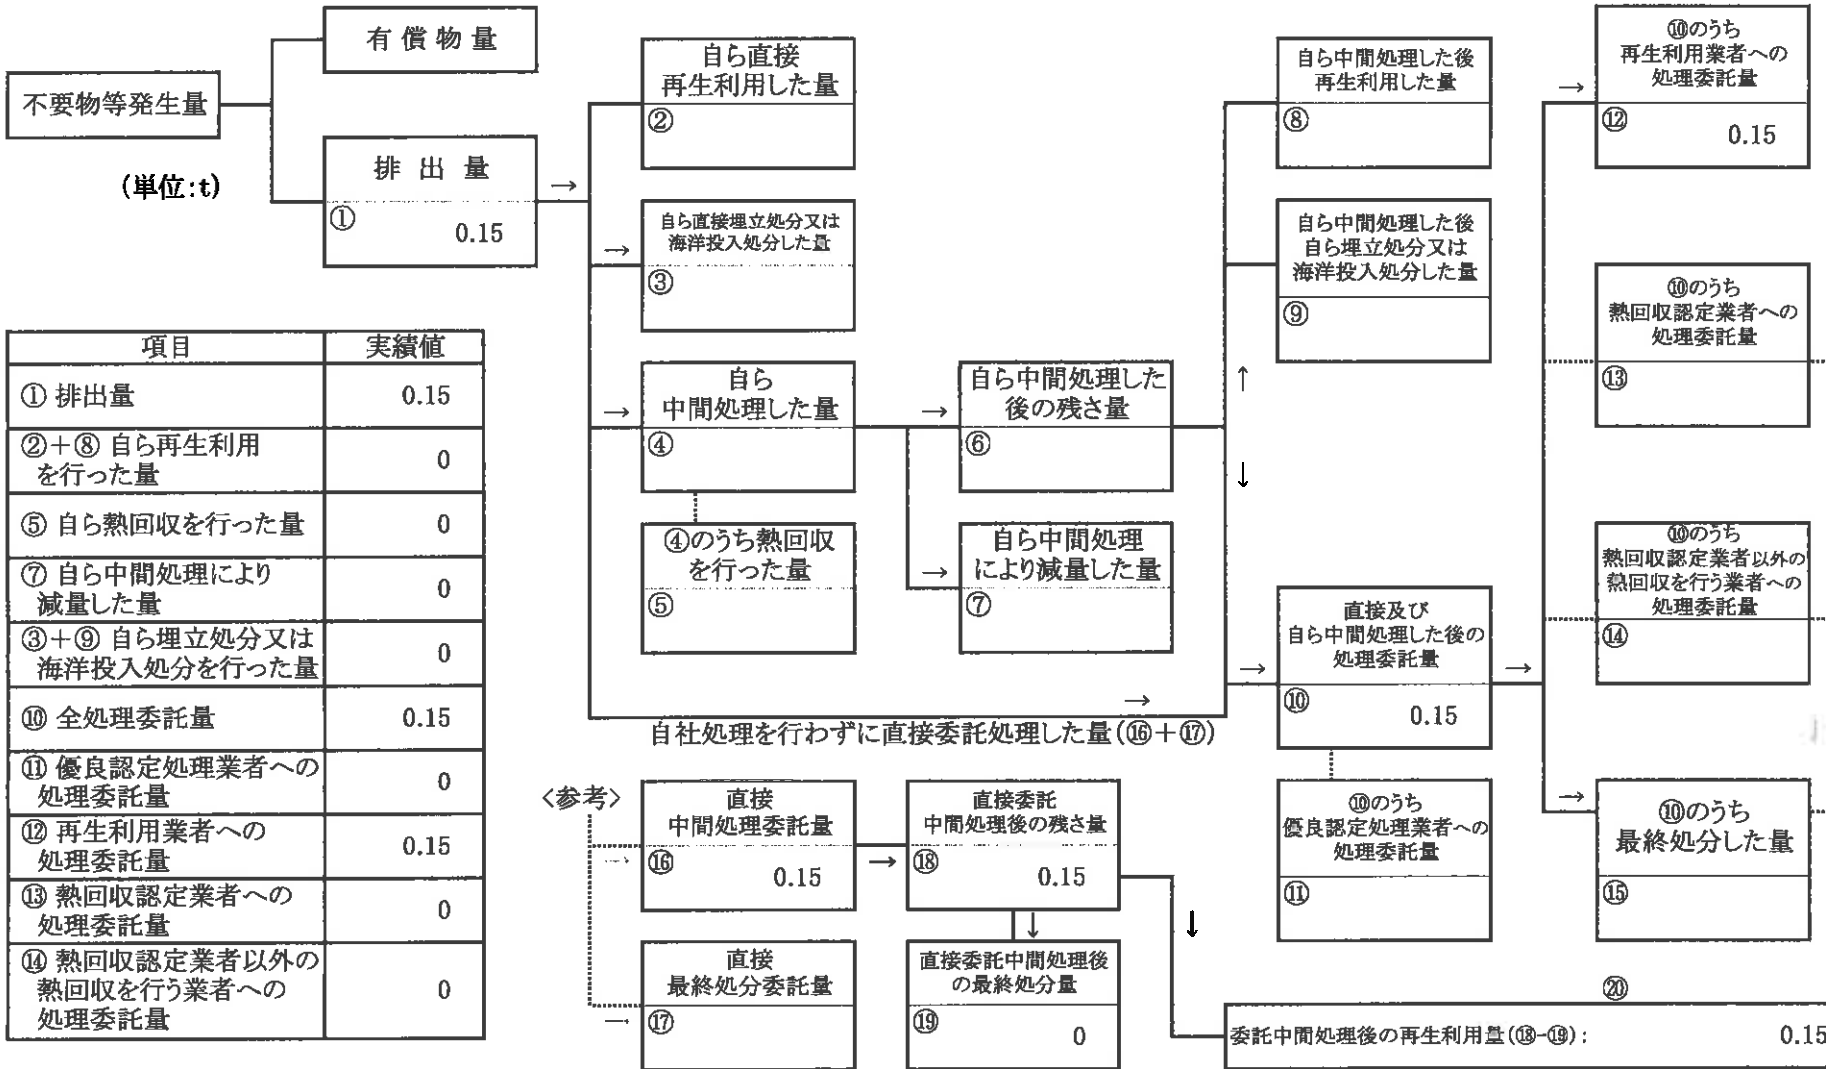 不要物等発生量
有償物量
排出量
①
0.15
(単位:t)
→
自ら直接
再生利用した量
②
→
自ら直接埋立処分又は
海洋投入処分した量
③
→
自ら
中間処理した量
④
④のうち熱回収
を行った量
⑤
→
自ら中間処理した
後の残さ量
⑥
→
自ら中間処理
により減量した量
⑦
自ら中間処理した後
再生利用した量
⑧
自ら中間処理した後
自ら埋立処分又は
海洋投入処分した量
⑨
↑
↓
→
直接及び
自ら中間処理した後の
処理委託量
⑩
0.15
→
自社処理を行わずに直接委託処理した量(⑯+⑰)
→
⑩のうち
優良認定処理業者への
処理委託量
⑪
→
⑩のうち
再生利用業者への
処理委託量
⑫
0.15
⑩のうち
熱回収認定業者への
処理委託量
⑬
⑩のうち
熱回収認定業者以外の
熱回収を行う業者への
処理委託量
⑭
→
⑩のうち
最終処分した量
⑮
項目 実績値
① 排出量 0.15
②+⑧ 自ら再生利用
を行った量 0
⑤ 自ら熱回収を行った量 0
⑦ 自ら中間処理により
減量した量 0
③+⑨ 自ら埋立処分又は
海洋投入処分を行った量 0
⑩ 全処理委託量 0.15
⑪ 優良認定処理業者への
処理委託量 0
⑫ 再生利用業者への
処理委託量 0.15
⑬ 熱回収認定業者への
処理委託量 0
⑭ 熱回収認定業者以外の
熱回収を行う業者への
処理委託量 0
<参考>
→
直接
中間処理委託量
⑯
0.15
→
直接委託
中間処理後の残さ量
⑱
0.15
→
直接
最終処分委託量
⑰
↓
直接委託中間処理後
の最終処分量
⑲
0
↓
⑳
委託中間処理後の再生利用量(⑱-⑲): 0.15